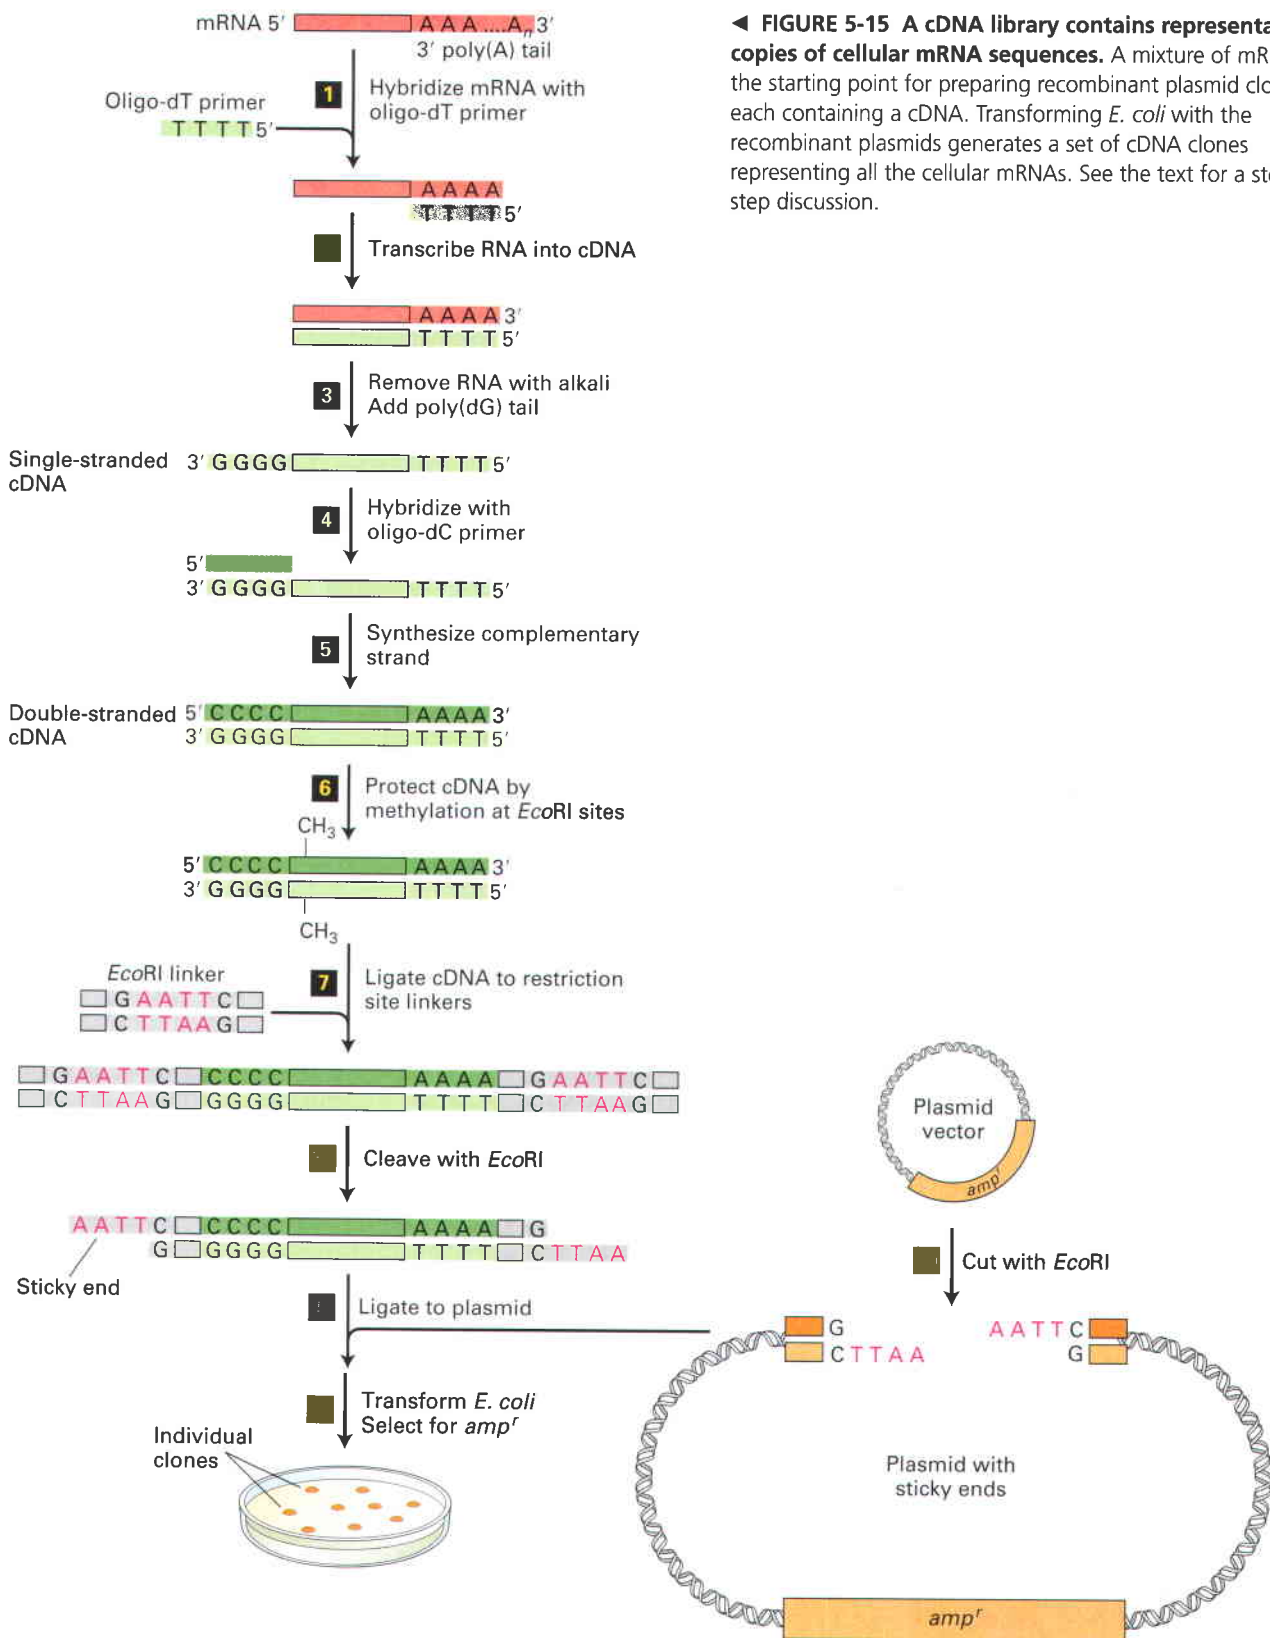 mRNA 5′ A A A ....Aₙ 3′
3′ poly(A) tail
◄ FIGURE 5-15 A cDNA library contains
copies of cellular mRNA sequences. A mixture of
the starting point for preparing recombinant plasmid
each containing a cDNA. Transforming E. coli with the
recombinant plasmids generates a set of cDNA clones
representing all the cellular mRNAs. See the text for a
step discussion.
Oligo-dT primer
T T T T 5′
1 Hybridize mRNA with
oligo-dT primer
A A A A
T T T T 5′
Transcribe RNA into cDNA
A A A A 3′
T T T T 5′
3 Remove RNA with alkali
Add poly(dG) tail
Single-stranded
cDNA
3′ G G G G T T T T 5′
4 Hybridize with
oligo-dC primer
5′
3′ G G G G T T T T 5′
5 Synthesize complementary
strand
Double-stranded
cDNA
5′ C C C C A A A A 3′
3′ G G G G T T T T 5′
6 Protect cDNA by
methylation at EcoRI sites
CH₃
5′ C C C C A A A A 3′
3′ G G G G T T T T 5′
CH₃
EcoRI linker
G A A T T C
C T T A A G
7 Ligate cDNA to restriction
site linkers
G A A T T C C C C C A A A A G A A T T C
C T T A A G G G G G T T T T C T T A A G
Cleave with EcoRI
A A T T C C C C C A A A A G
G G G G G T T T T C T T A A
Sticky end
Ligate to plasmid
Transform E. coli
Select for ampʳ
Individual
clones
Plasmid
vector
ampʳ
Cut with EcoRI
G
C T T A A
A A T T C
G
Plasmid with
sticky ends
ampʳ